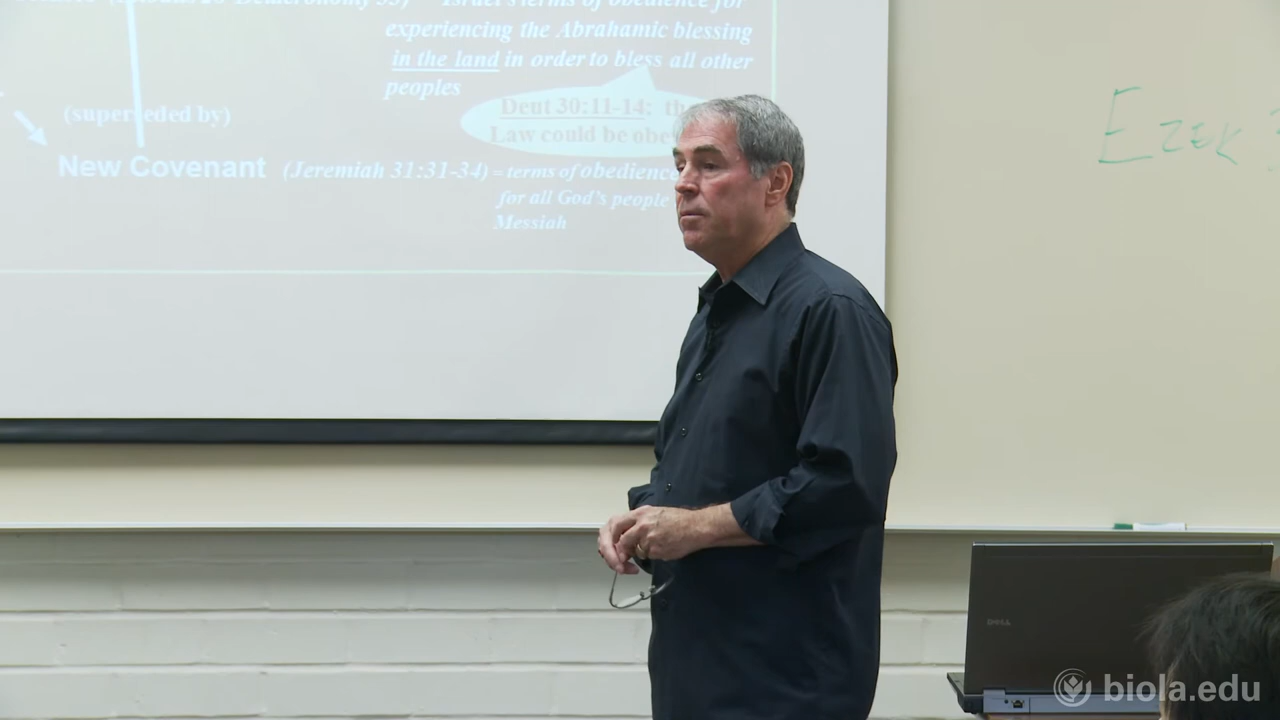 Israel's terms of obedience for
experiencing the Abrahamic blessing
in the land in order to bless all other
peoples
Deut 30:11-14;
Law could be
(superseded by)
New Covenant (Jeremiah 31:31-34) = terms of obedience
for all God's people
Messiah
EZEK
DELL
biola.edu